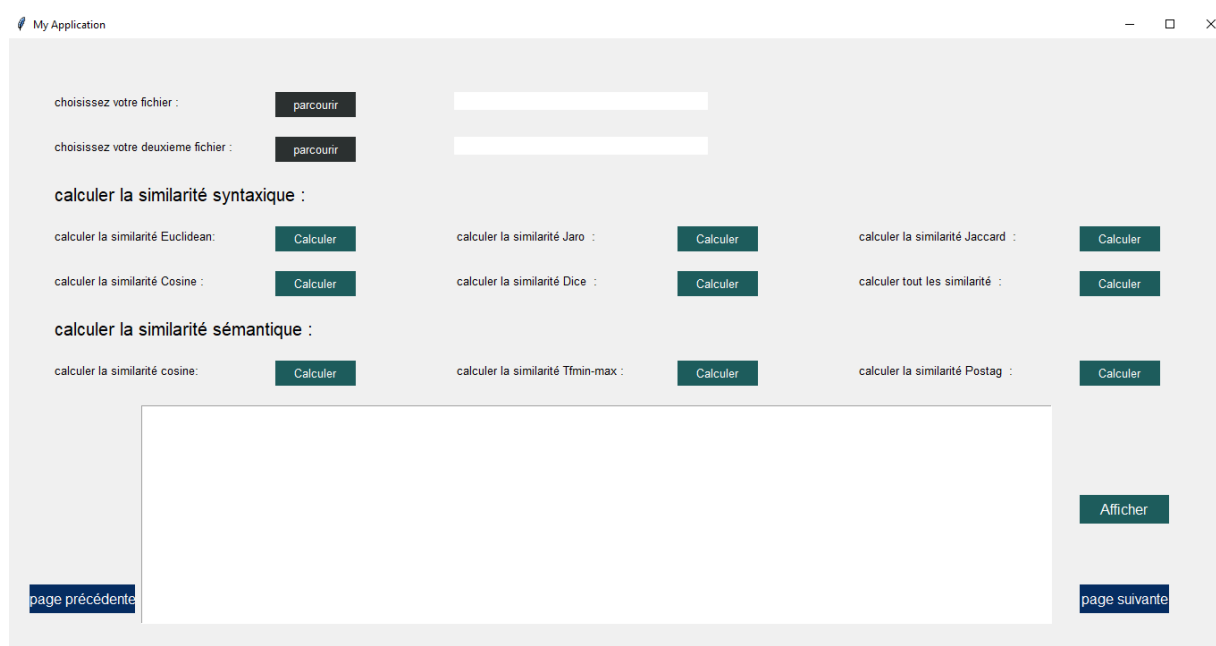 My Application
choisissez votre fichier : parcourir
choisissez votre deuxieme fichier : parcourir
calculer la similarité syntaxique :
calculer la similarité Euclidean: Calculer calculer la similarité Jaro : Calculer calculer la similarité Jaccard : Calculer
calculer la similarité Cosine : Calculer calculer la similarité Dice : Calculer calculer tout les similarité : Calculer
calculer la similarité sémantique :
calculer la similarité cosine: Calculer calculer la similarité Tfmin-max : Calculer calculer la similarité Postag : Calculer
Afficher
page précédente page suivante